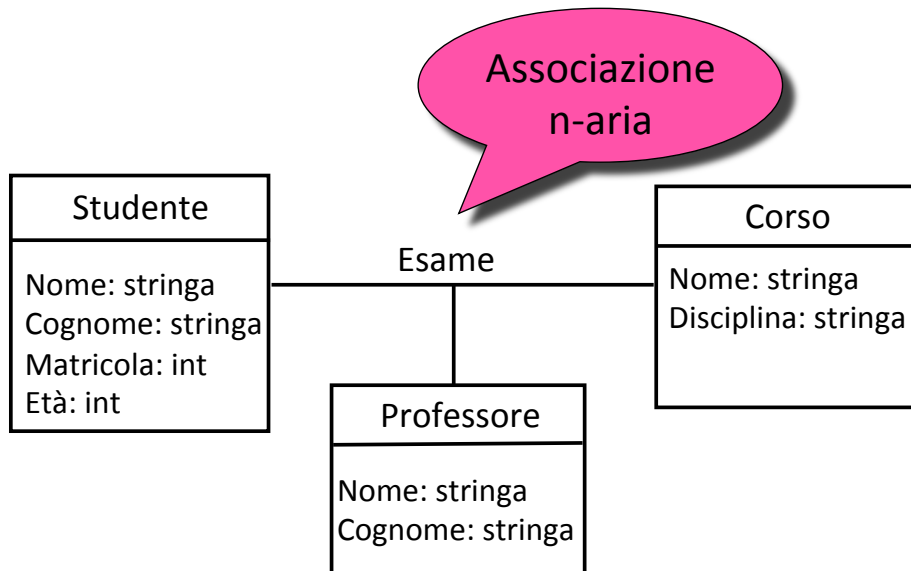 Associazione
n-aria
Studente
Nome: stringa
Cognome: stringa
Matricola: int
Età: int
Esame
Corso
Nome: stringa
Disciplina: stringa
Professore
Nome: stringa
Cognome: stringa